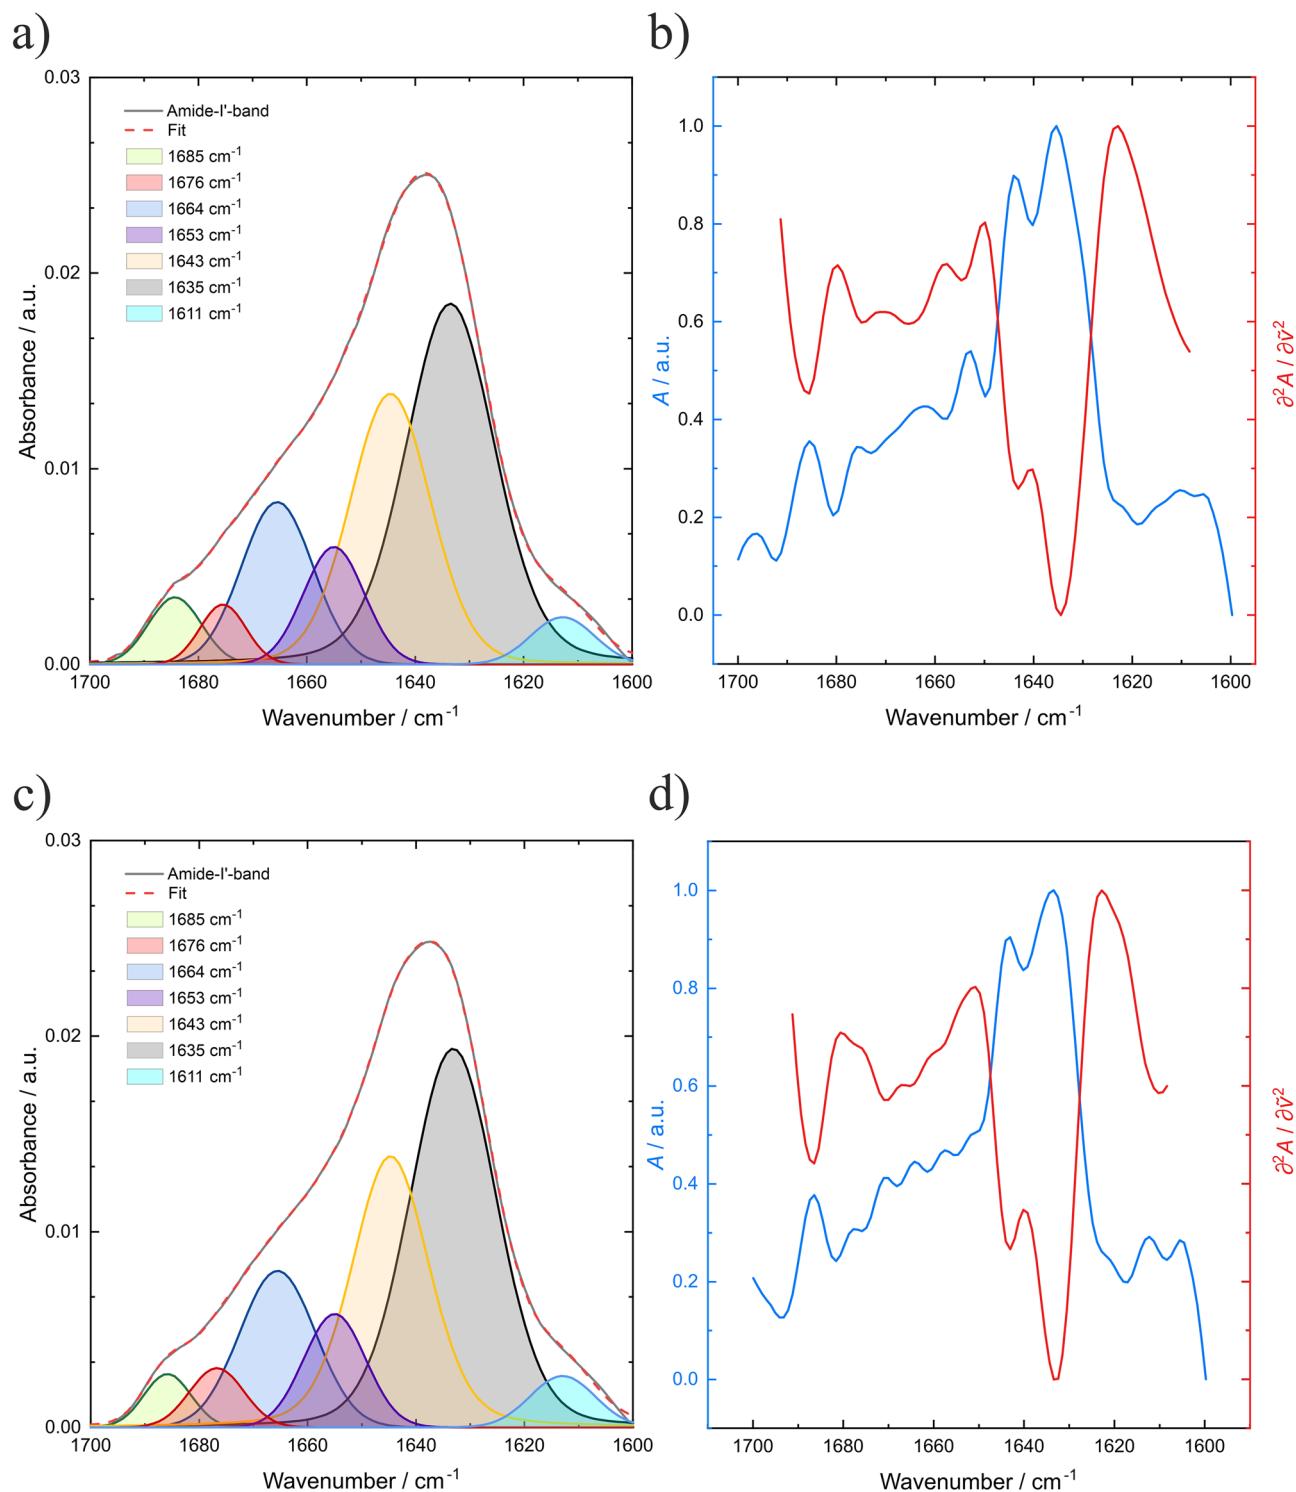 a)
0.03
Amide-I'-band
Fit
1685 cm⁻¹
1676 cm⁻¹
1664 cm⁻¹
1653 cm⁻¹
1643 cm⁻¹
1635 cm⁻¹
1611 cm⁻¹
0.02
0.01
0.00
Absorbance / a.u.
1700 1680 1660 1640 1620 1600
Wavenumber / cm⁻¹
b)
1.0
0.8
0.6
0.4
0.2
0.0
A / a.u.
∂²A /∂ṽ²
1700 1680 1660 1640 1620 1600
Wavenumber / cm⁻¹
c)
0.03
Amide-I'-band
Fit
1685 cm⁻¹
1676 cm⁻¹
1664 cm⁻¹
1653 cm⁻¹
1643 cm⁻¹
1635 cm⁻¹
1611 cm⁻¹
0.02
0.01
0.00
Absorbance / a.u.
1700 1680 1660 1640 1620 1600
Wavenumber / cm⁻¹
d)
1.0
0.8
0.6
0.4
0.2
0.0
A / a.u.
∂²A / ∂ṽ²
1700 1680 1660 1640 1620 1600
Wavenumber / cm⁻¹